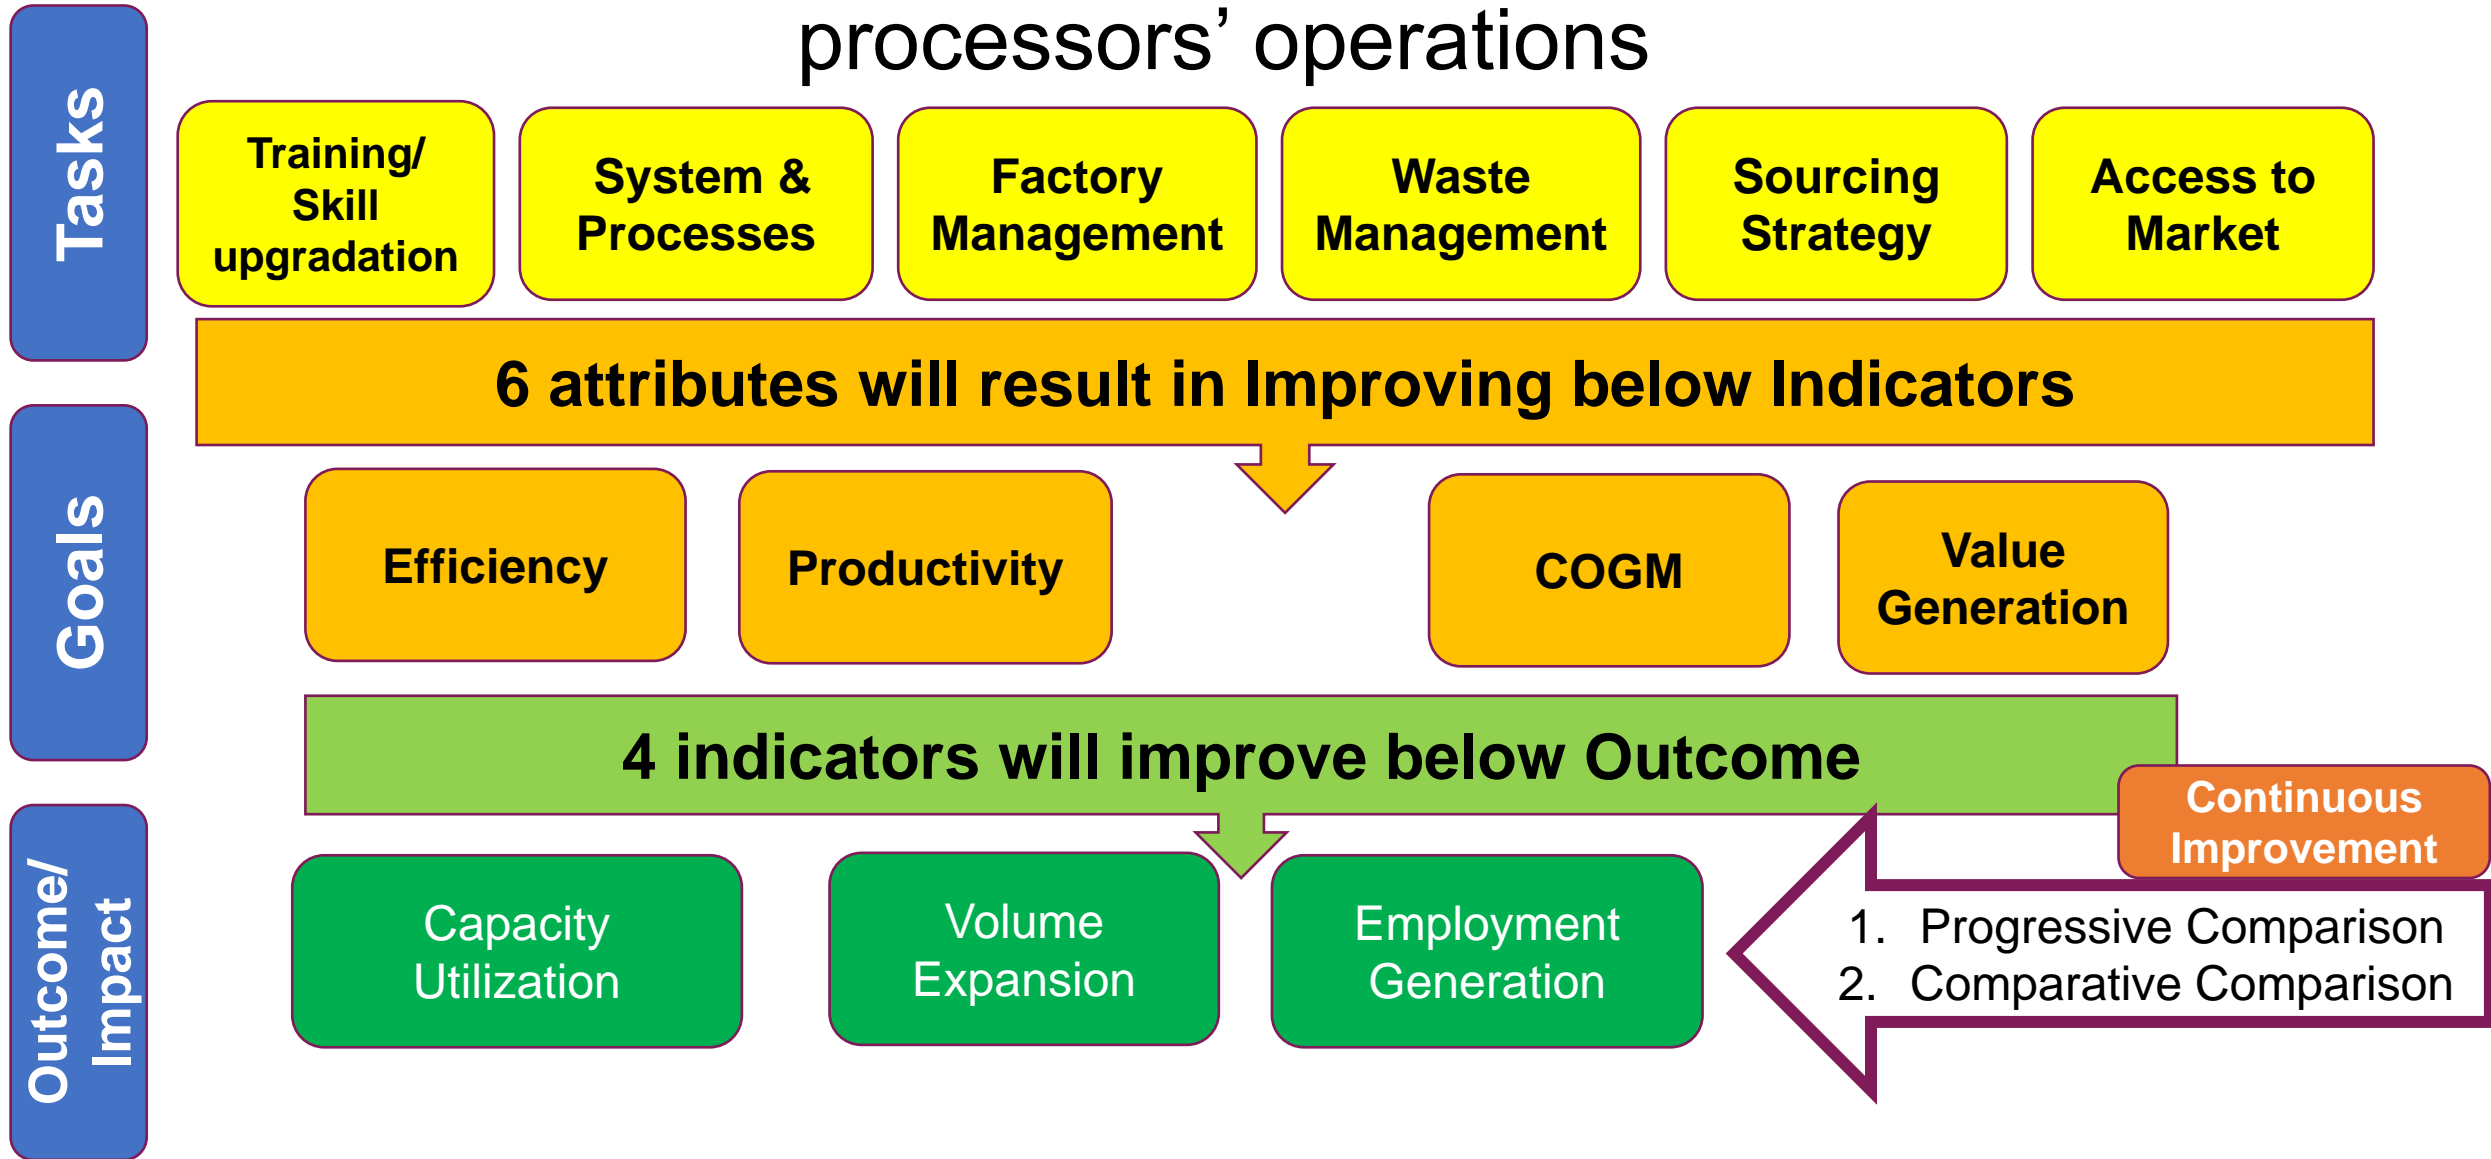 processors’ operations
Tasks
Training/
Skill
upgradation
System &
Processes
Factory
Management
Waste
Management
Sourcing
Strategy
Access to
Market
6 attributes will result in Improving below Indicators
Goals
Efficiency
Productivity
COGM
Value
Generation
4 indicators will improve below Outcome
Continuous
Improvement
Outcome/
Impact
Capacity
Utilization
Volume
Expansion
Employment
Generation
1. Progressive Comparison
2. Comparative Comparison